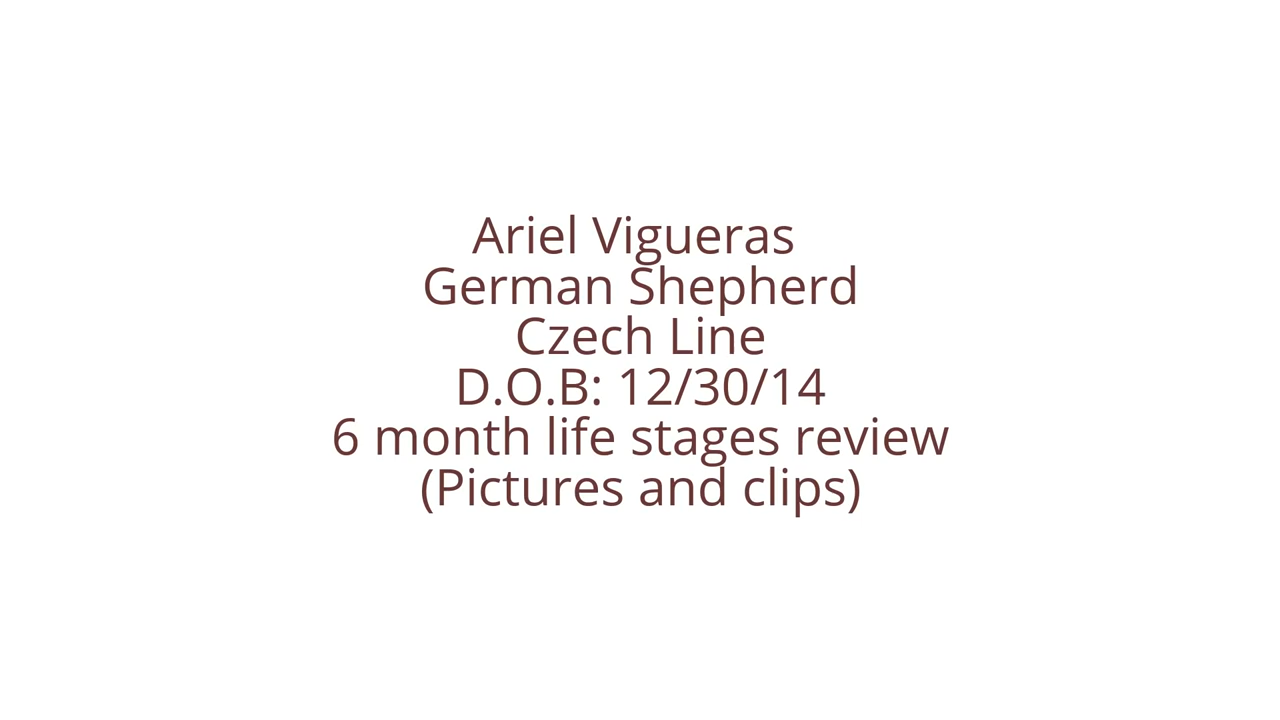 Ariel Vigueras
German Shepherd
Czech Line
D.O.B: 12/30/14
6 month life stages review
(Pictures and clips)